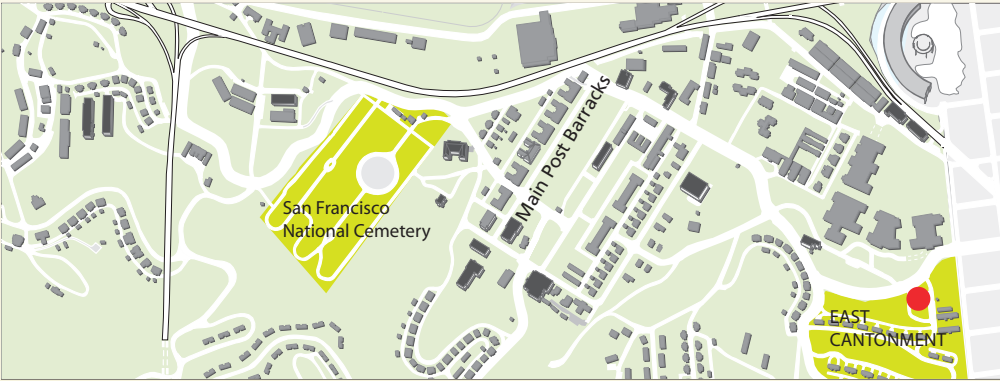 Main Post Barracks
San Francisco
National Cemetery
EAST
CANTONMENT